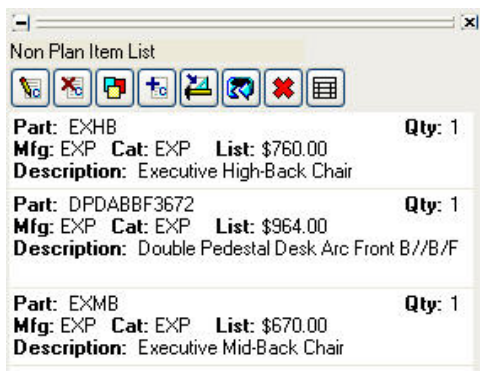 Non Plan Item List
Part: EXHB Qty: 1
Mfg: EXP Cat: EXP List: $760.00
Description: Executive High-Back Chair
Part: DPDABBF3672 Qty: 1
Mfg: EXP Cat: EXP List: $964.00
Description: Double Pedestal Desk Arc Front B//B/F
Part: EXMB Qty: 1
Mfg: EXP Cat: EXP List: $670.00
Description: Executive Mid-Back Chair